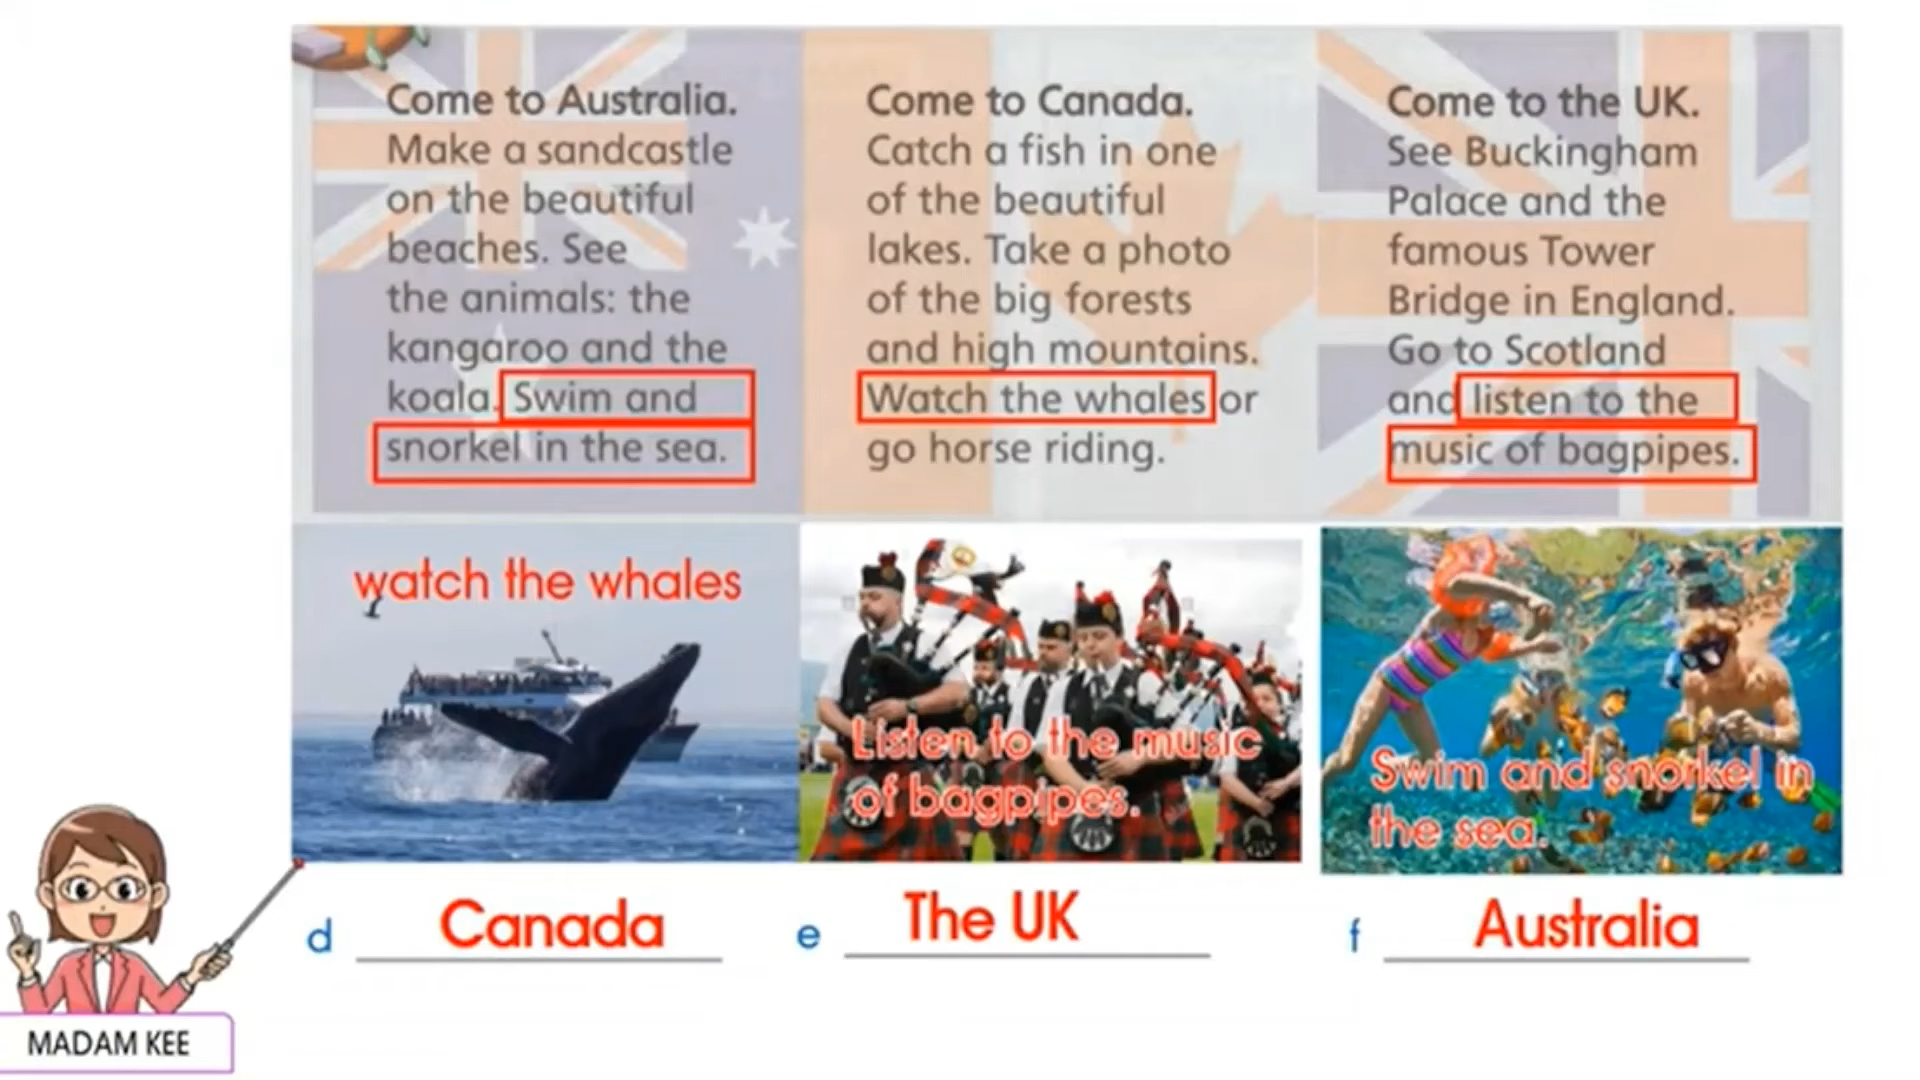 Come to Australia.
Make a sandcastle
on the beautiful
beaches. See
the animals: the
kangaroo and the
koala. Swim and
snorkel in the sea.
Come to Canada.
Catch a fish in one
of the beautiful
lakes. Take a photo
of the big forests
and high mountains.
Watch the whales or
go horse riding.
Come to the UK.
See Buckingham
Palace and the
famous Tower
Bridge in England.
Go to Scotland
and listen to the
music of bagpipes.
watch the whales
Listen to the music
of bagpipes.
Swim and snorkel in
the sea.
d Canada
e The UK
f Australia
MADAM KEE